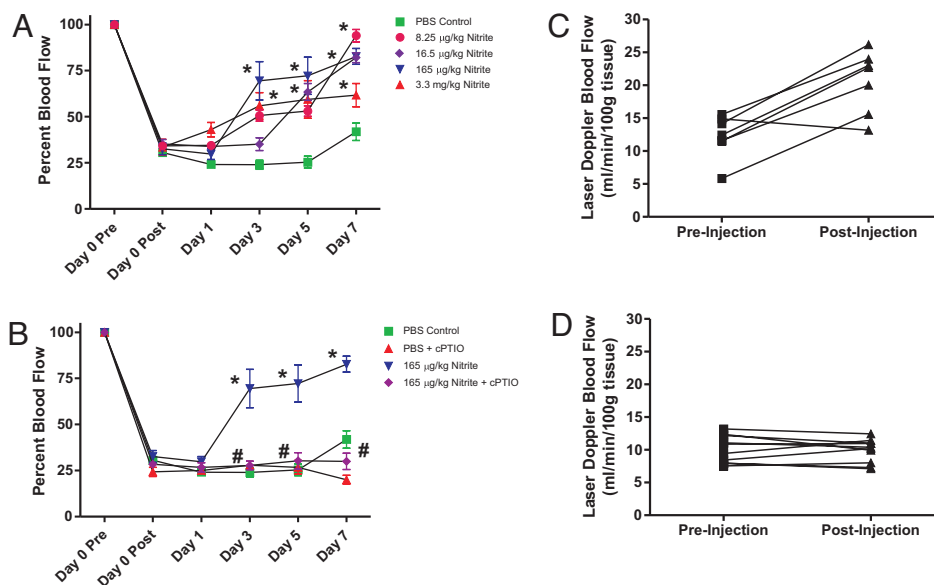 A
Percent Blood Flow
100
75
50
25
0
* * * * * * *
Day 0 Pre
Day 0 Post
Day 1
Day 3
Day 5
Day 7
PBS Control
8.25 µg/kg Nitrite
16.5 µg/kg Nitrite
165 µg/kg Nitrite
3.3 mg/kg Nitrite
C
Laser Doppler Blood Flow
(ml/min/100g tissue)
30
25
20
15
10
5
0
Pre-Injection
Post-Injection
B
Percent Blood Flow
100
75
50
25
0
* * *
# # #
Day 0 Pre
Day 0 Post
Day 1
Day 3
Day 5
Day 7
PBS Control
PBS + cPTIO
165 µg/kg Nitrite
165 µg/kg Nitrite + cPTIO
D
Laser Doppler Blood Flow
(ml/min/100g tissue)
30
25
20
15
10
5
0
Pre-Injection
Post-Injection